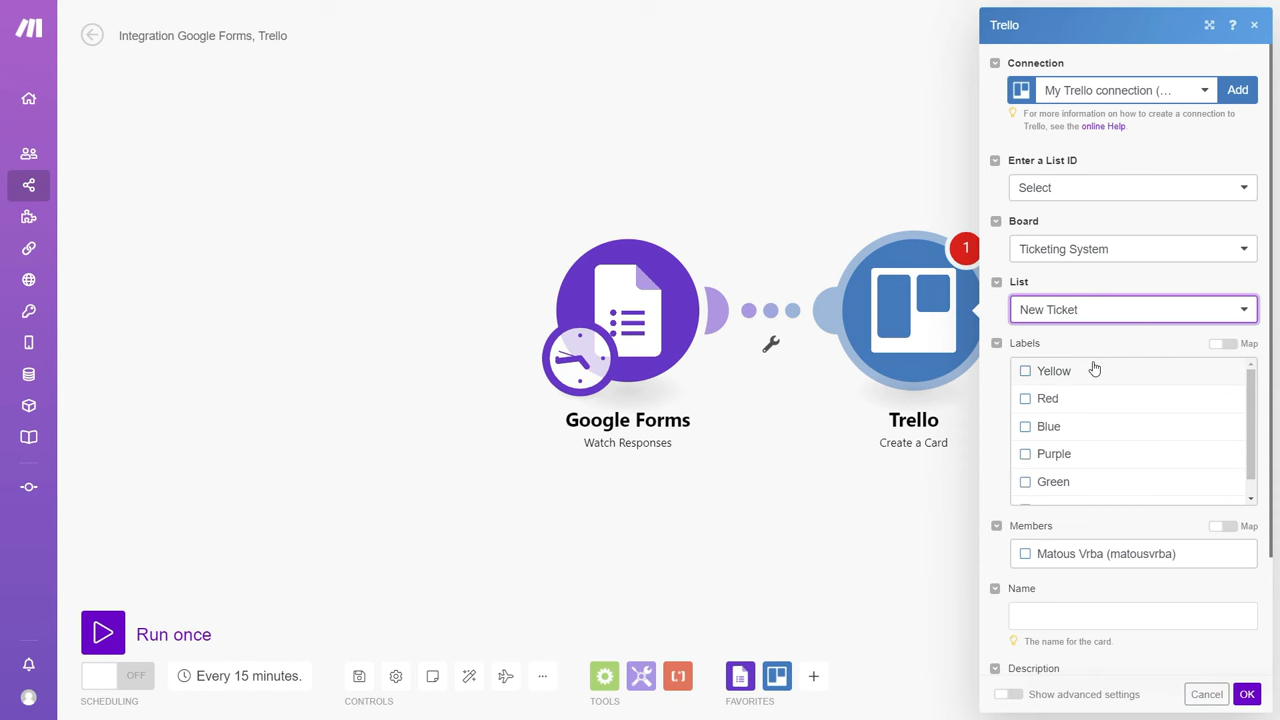 Integration Google Forms, Trello
1
Google Forms
Watch Responses
Trello
Create a Card
Run once
OFF
Every 15 minutes.
SCHEDULING
CONTROLS
TOOLS
FAVORITES
Trello
?
Connection
My Trello connection (…
Add
For more information on how to create a connection to
Trello, see the online Help.
Enter a List ID
Select
Board
Ticketing System
List
New Ticket
Labels
Map
Yellow
Red
Blue
Purple
Green
Members
Map
Matous Vrba (matousvrba)
Name
The name for the card.
Description
Show advanced settings
Cancel
OK